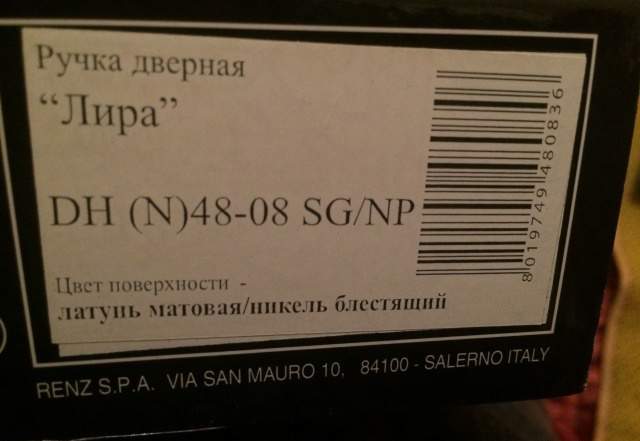 Ручка дверная
“Лира”
DH (N)48-08 SG/NP
8019749480836
Цвет поверхности -
латунь матовая/никель блестящий
RENZ S.P.A. VIA SAN MAURO 10, 84100 - SALERNO ITALY